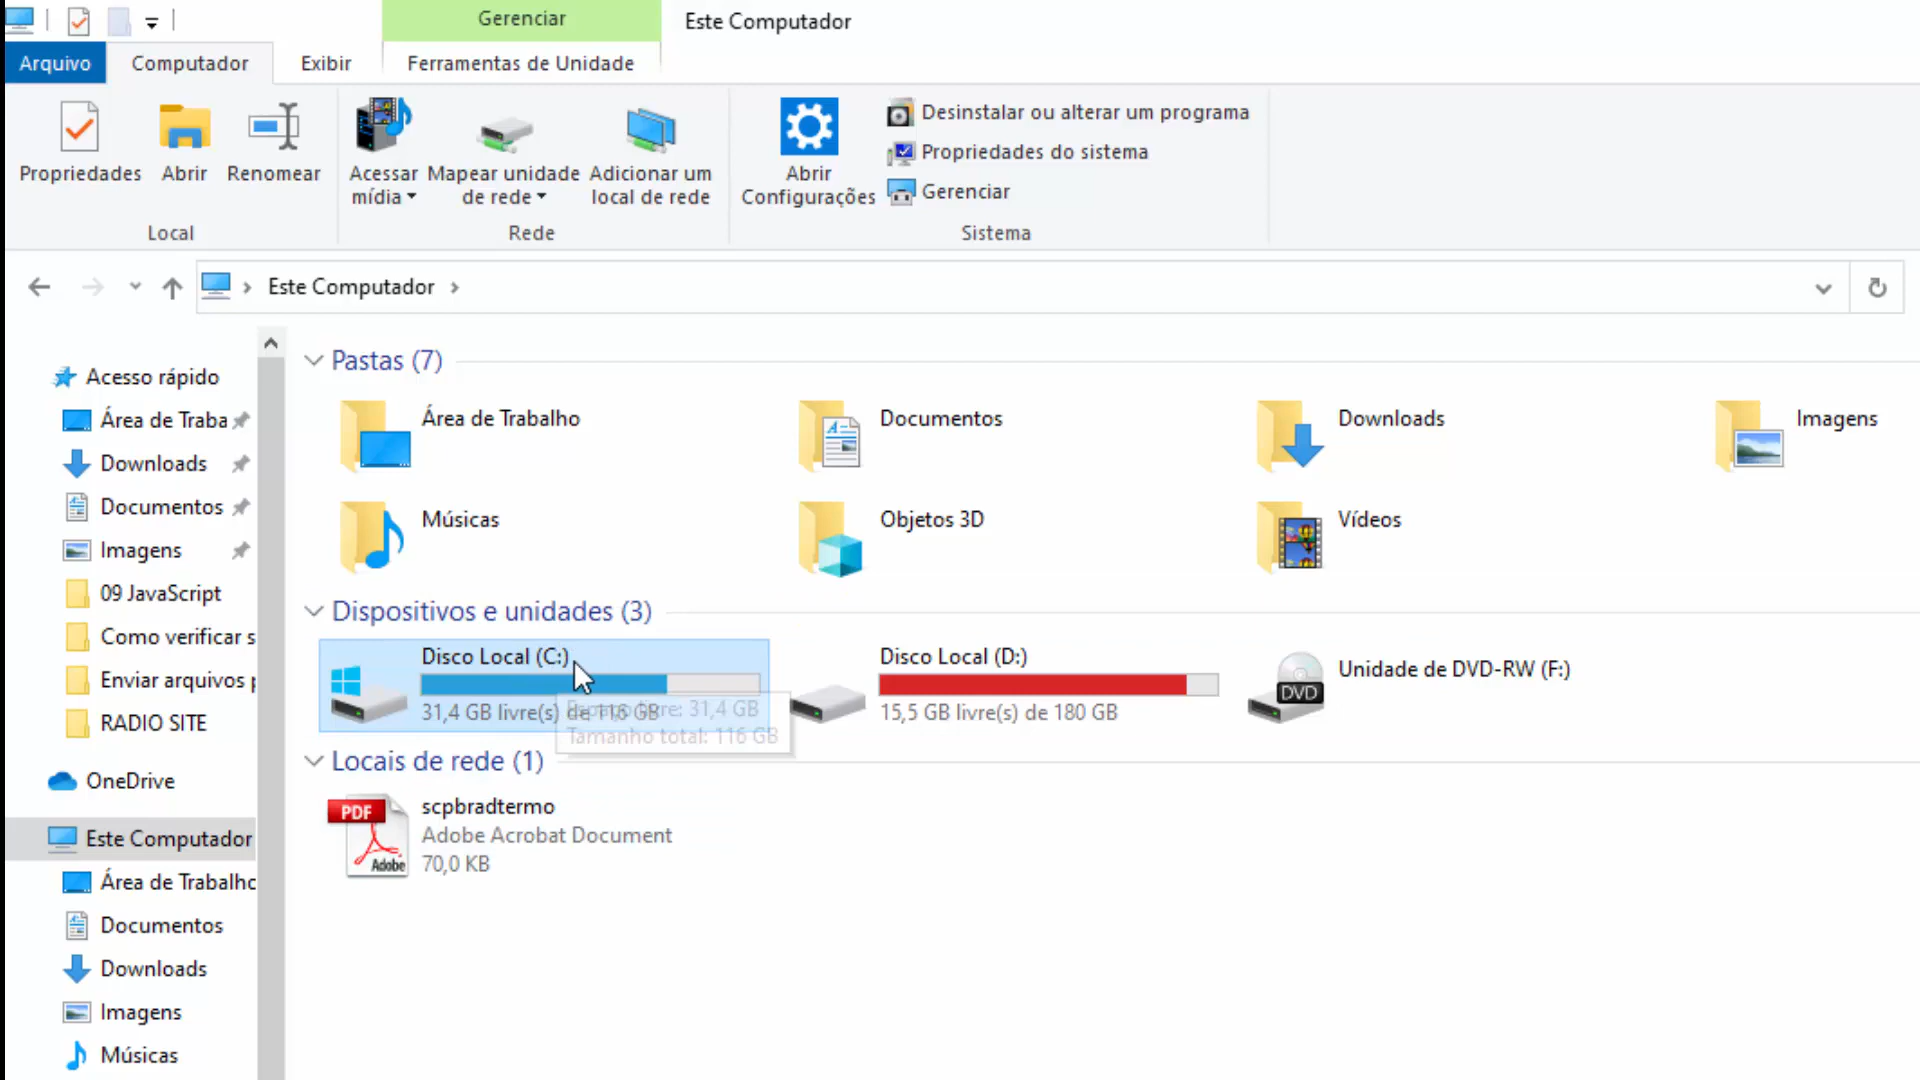 Gerenciar
Este Computador
Arquivo
Computador
Exibir
Ferramentas de Unidade
Propriedades
Abrir
Renomear
Local
Acessar
mídia
Mapear unidade
de rede
Adicionar um
local de rede
Rede
Abrir
Configurações
Desinstalar ou alterar um programa
Propriedades do sistema
Gerenciar
Sistema
Este Computador
Acesso rápido
Área de Traba
Downloads
Documentos
Imagens
09 JavaScript
Como verificar s
Enviar arquivos p
RADIO SITE
OneDrive
Este Computador
Área de Trabalho
Documentos
Downloads
Imagens
Músicas
Pastas (7)
Área de Trabalho
Documentos
Downloads
Imagens
Músicas
Objetos 3D
Vídeos
Dispositivos e unidades (3)
Disco Local (C:)
31,4 GB livre(s) de 116 GB
Espaço livre: 31,4 GB
Tamanho total: 116 GB
Disco Local (D:)
15,5 GB livre(s) de 180 GB
DVD
Unidade de DVD-RW (F:)
Locais de rede (1)
PDF
Adobe
scpbradtermo
Adobe Acrobat Document
70,0 KB